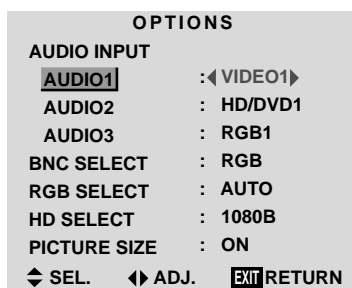 OPTIONS
AUDIO INPUT
AUDIO1 : ◀ VIDEO1 ▶
AUDIO2 : HD/DVD1
AUDIO3 : RGB1
BNC SELECT : RGB
RGB SELECT : AUTO
HD SELECT : 1080B
PICTURE SIZE : ON
SEL. ADJ. EXIT RETURN